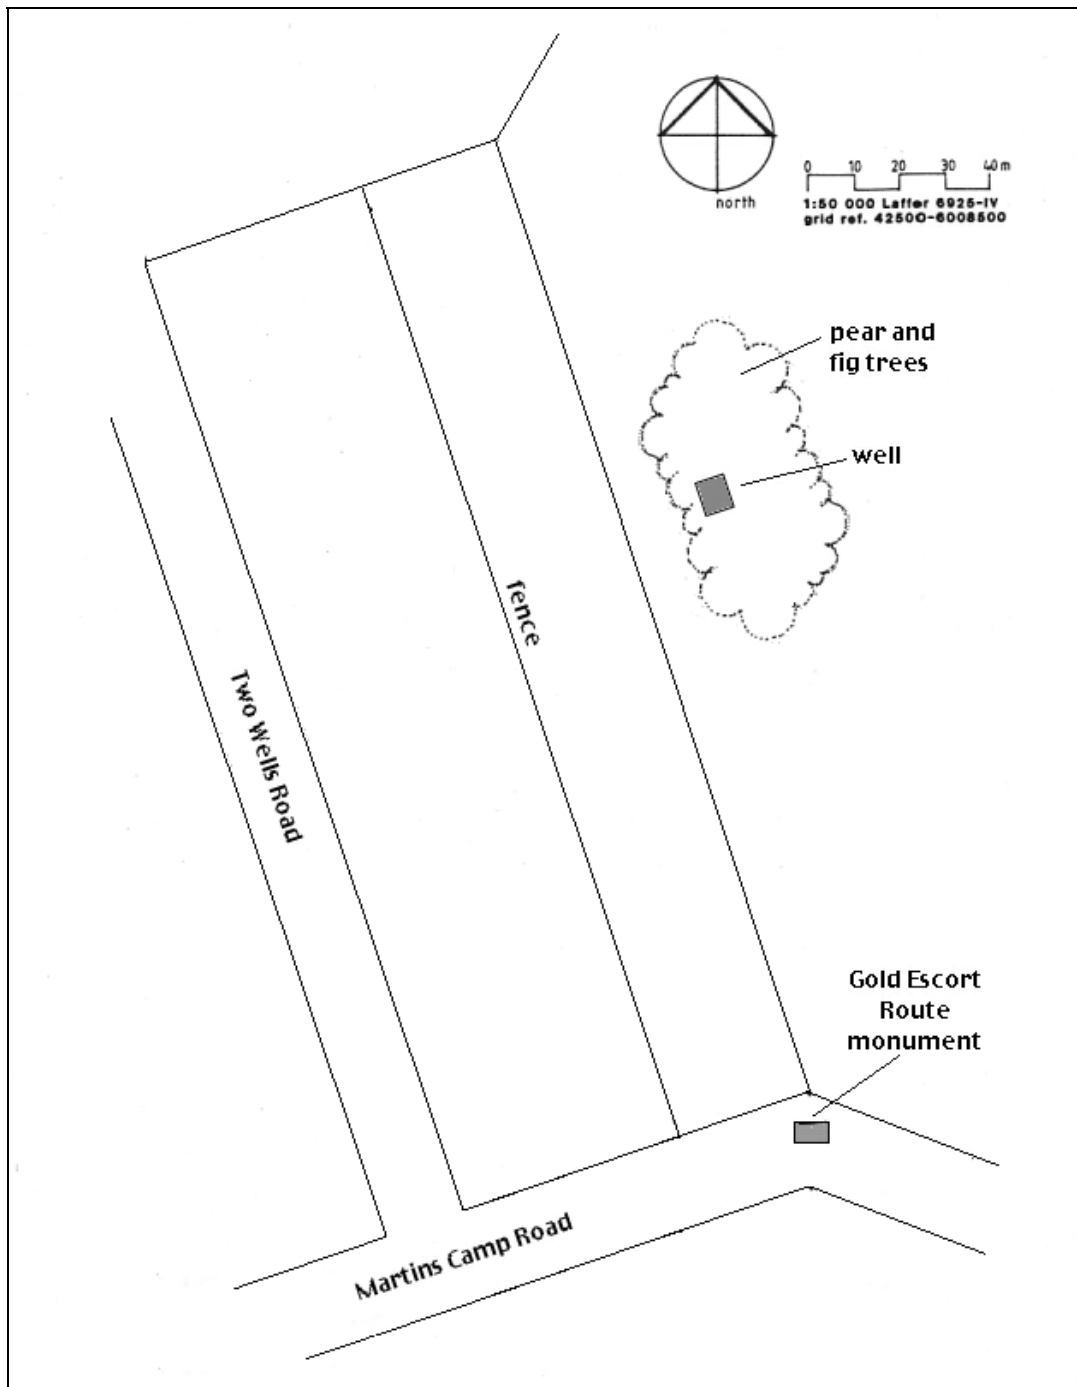 north
0 10 20 30 40 m
1:50 000 Laffer 6925-IV
grid ref. 42500-6008500
pear and
fig trees
well
fence
Two Wells Road
Gold Escort
Route
monument
Martins Camp Road